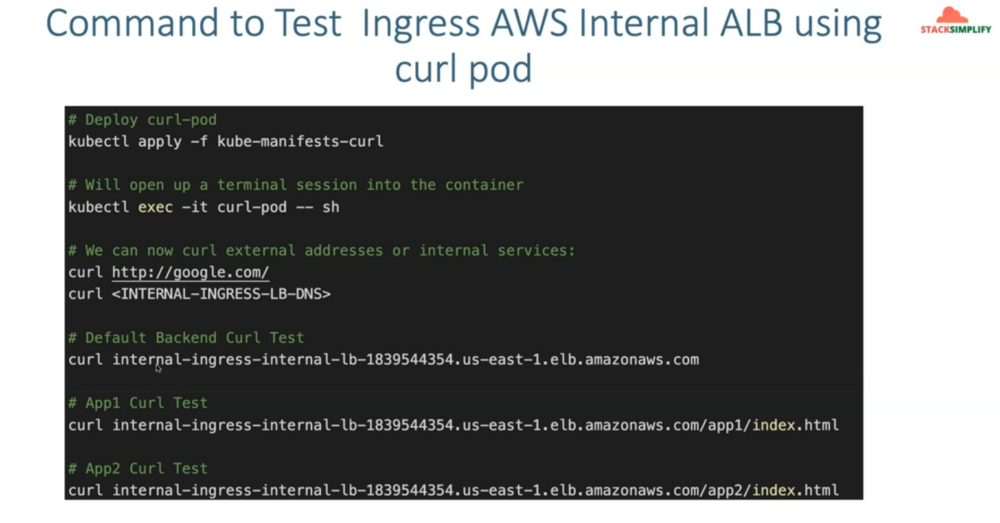 Command to Test Ingress AWS Internal ALB using
curl pod
STACKSIMPLIFY
# Deploy curl-pod
kubectl apply -f kube-manifests-curl
# Will open up a terminal session into the container
kubectl exec -it curl-pod -- sh
# We can now curl external addresses or internal services:
curl http://google.com/
curl <INTERNAL-INGRESS-LB-DNS>
# Default Backend Curl Test
curl internal-ingress-internal-lb-1839544354.us-east-1.elb.amazonaws.com
# App1 Curl Test
curl internal-ingress-internal-lb-1839544354.us-east-1.elb.amazonaws.com/app1/index.html
# App2 Curl Test
curl internal-ingress-internal-lb-1839544354.us-east-1.elb.amazonaws.com/app2/index.html